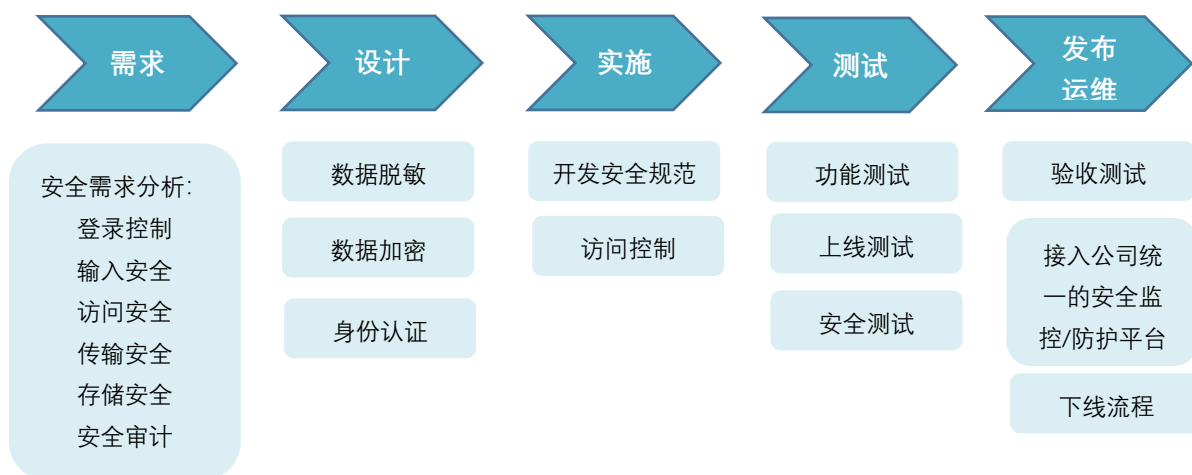 需求
设计
实施
测试
发布
运维
安全需求分析:
登录控制
输入安全
访问安全
传输安全
存储安全
安全审计
数据脱敏
数据加密
身份认证
开发安全规范
访问控制
功能测试
上线测试
安全测试
验收测试
接入公司统
一的安全监
控/防护平台
下线流程